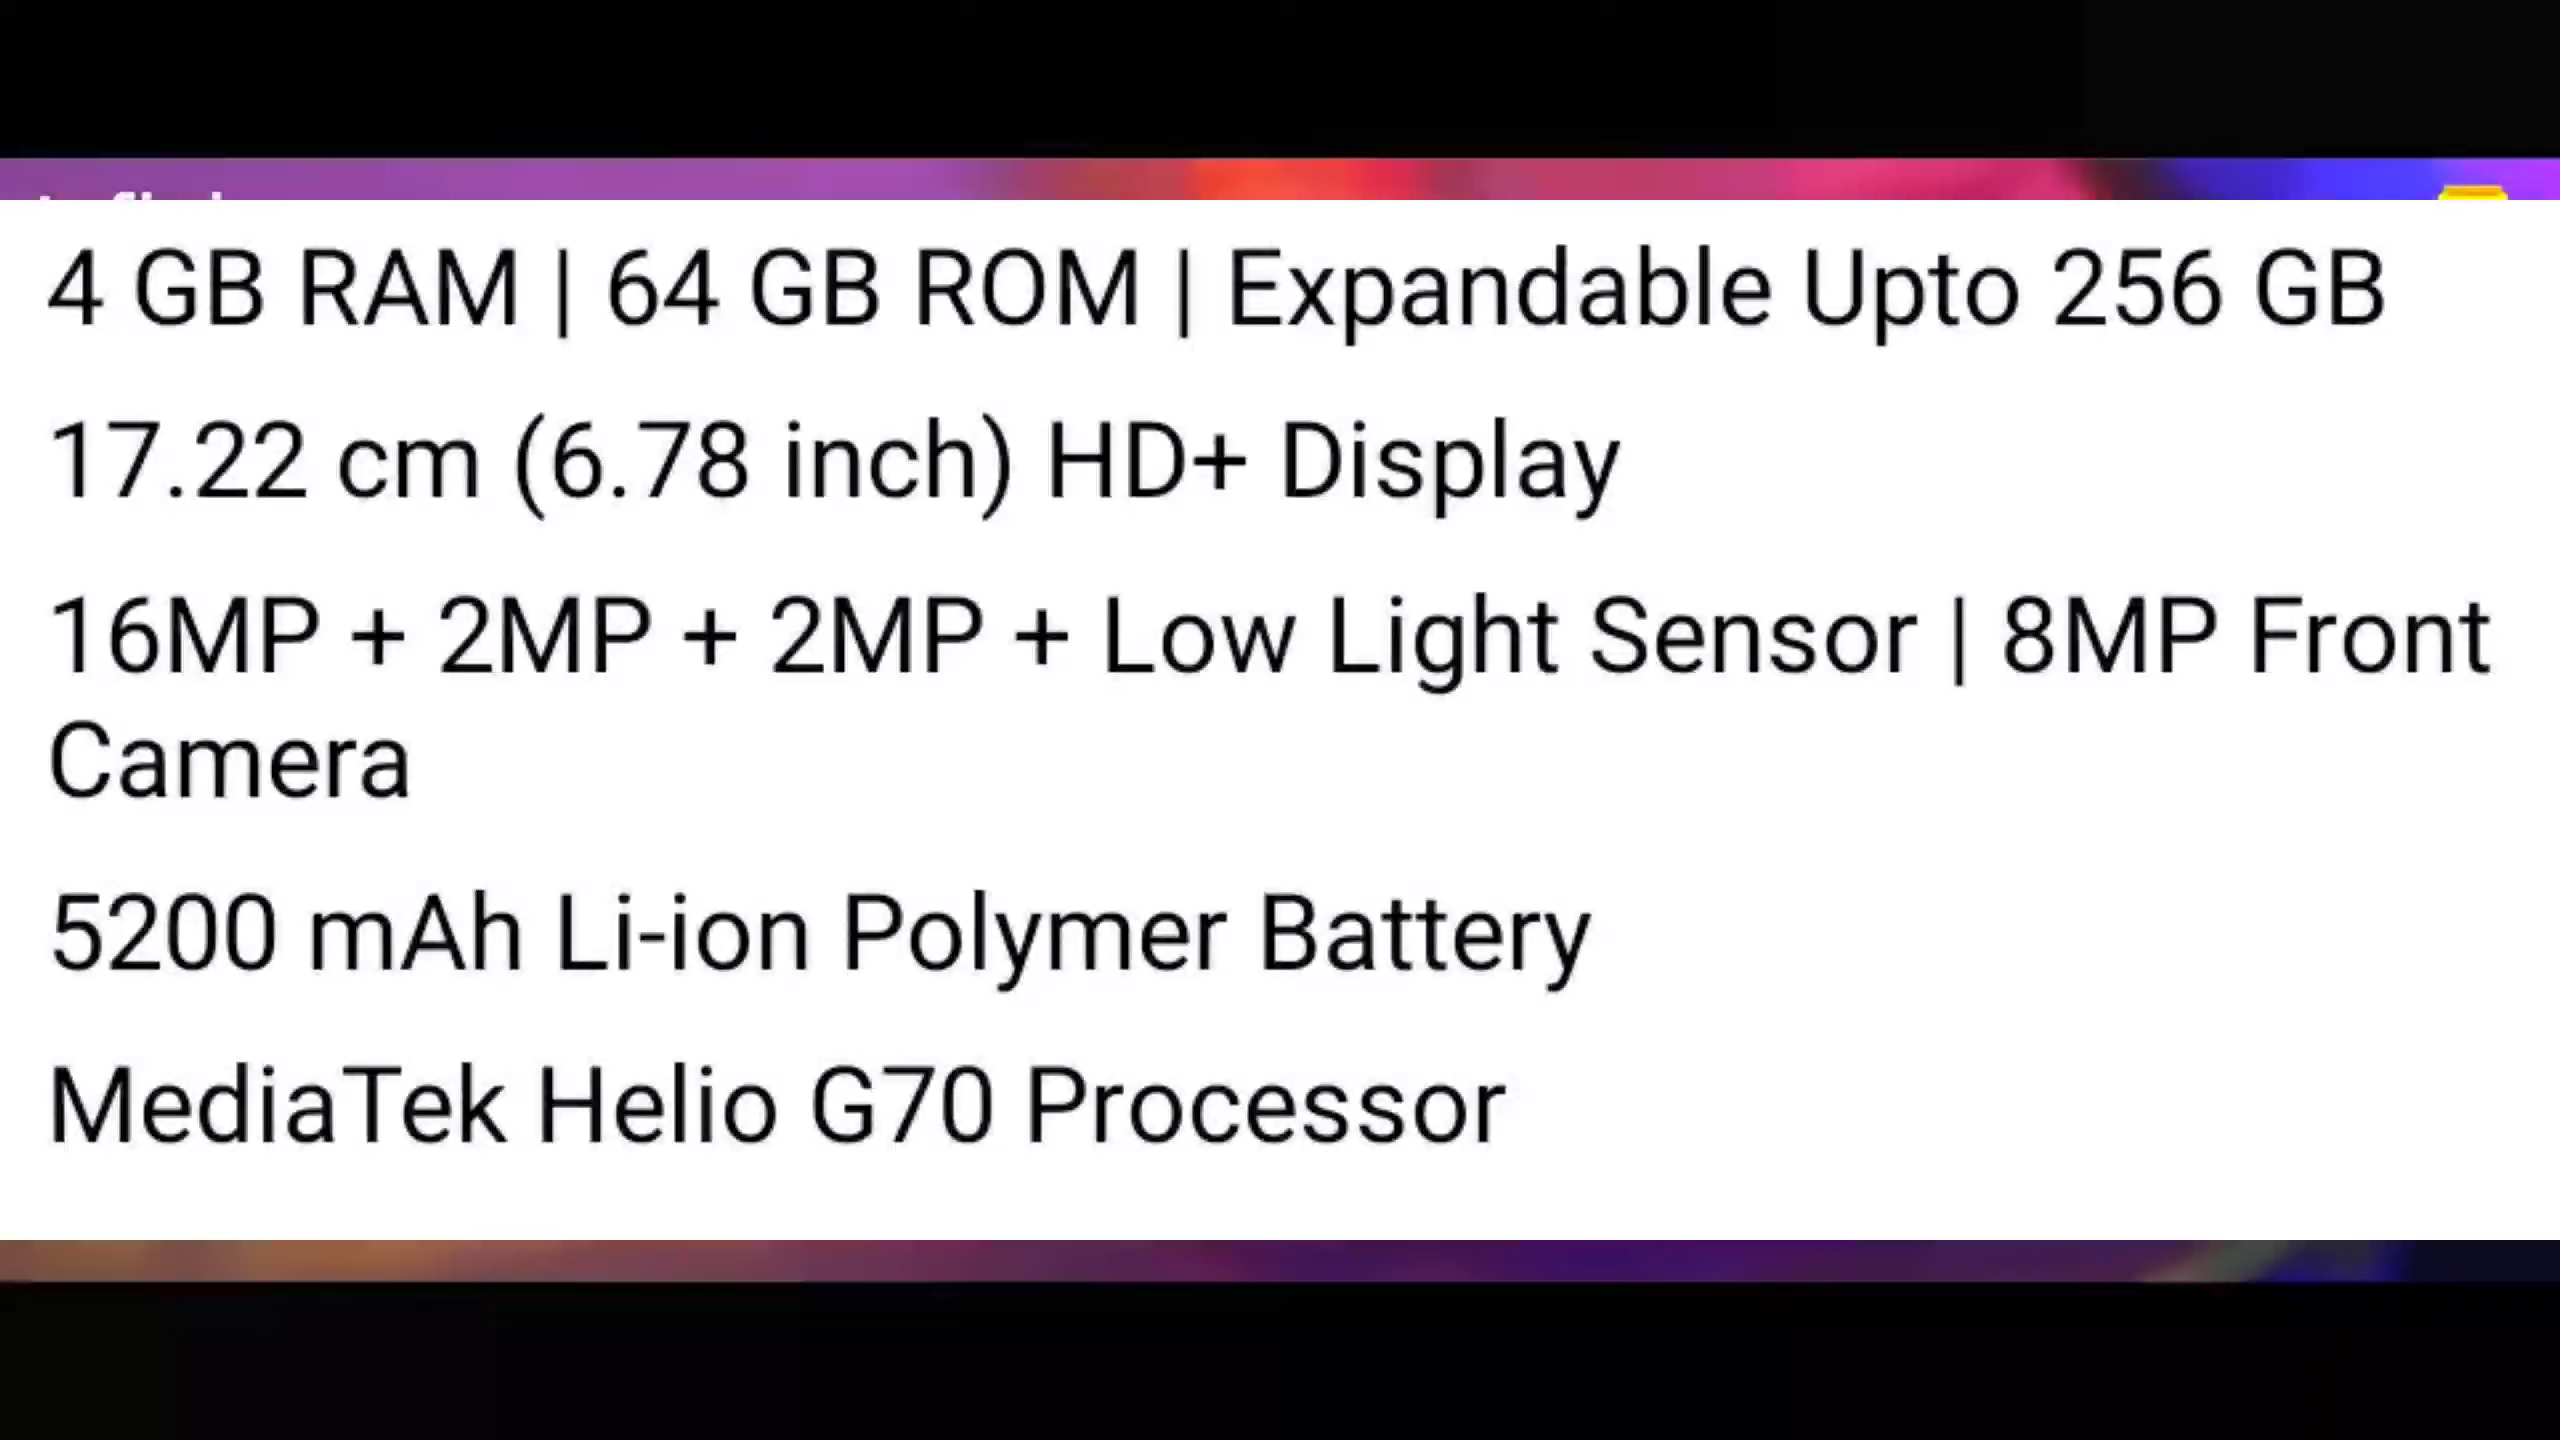 4 GB RAM | 64 GB ROM | Expandable Upto 256 GB
17.22 cm (6.78 inch) HD+ Display
16MP + 2MP + 2MP + Low Light Sensor | 8MP Front
Camera
5200 mAh Li-ion Polymer Battery
MediaTek Helio G70 Processor